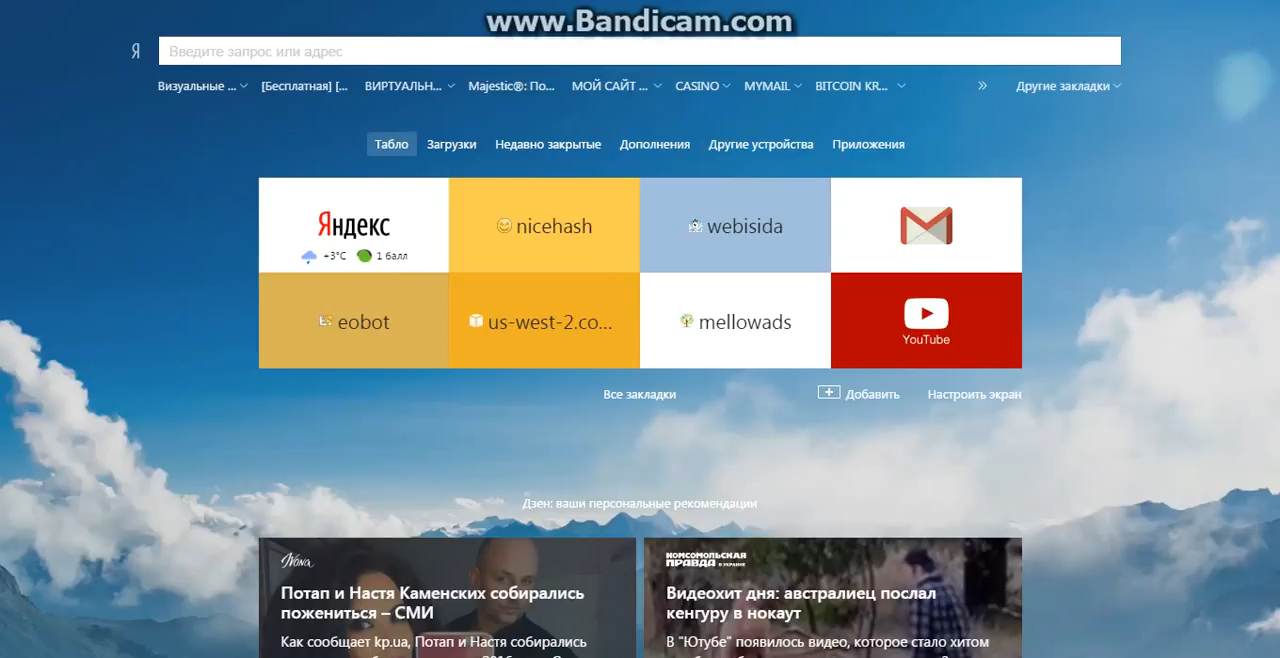 www.Bandicam.com
Я Введите запрос или адрес
Визуальные ... [Бесплатная] [... ВИРТУАЛЬН... Majestic®: По... МОЙ САЙТ ... CASINO MYMAIL BITCOIN KR... » Другие закладки
Табло Загрузки Недавно закрытые Дополнения Другие устройства Приложения
Яндекс
+3°C 1 балл
nicehash
webisida
eobot
us-west-2.co...
mellowads
YouTube
Все закладки Добавить Настроить экран
Дзен: ваши персональные рекомендации
Wona
Потап и Настя Каменских собирались
пожениться – СМИ
Как сообщает kp.ua, Потап и Настя собирались
КОМСОМОЛЬСКАЯ
ПРАВДА В УКРАИНЕ
Видеохит дня: австралиец послал
кенгуру в нокаут
В "Ютубе" появилось видео, которое стало хитом